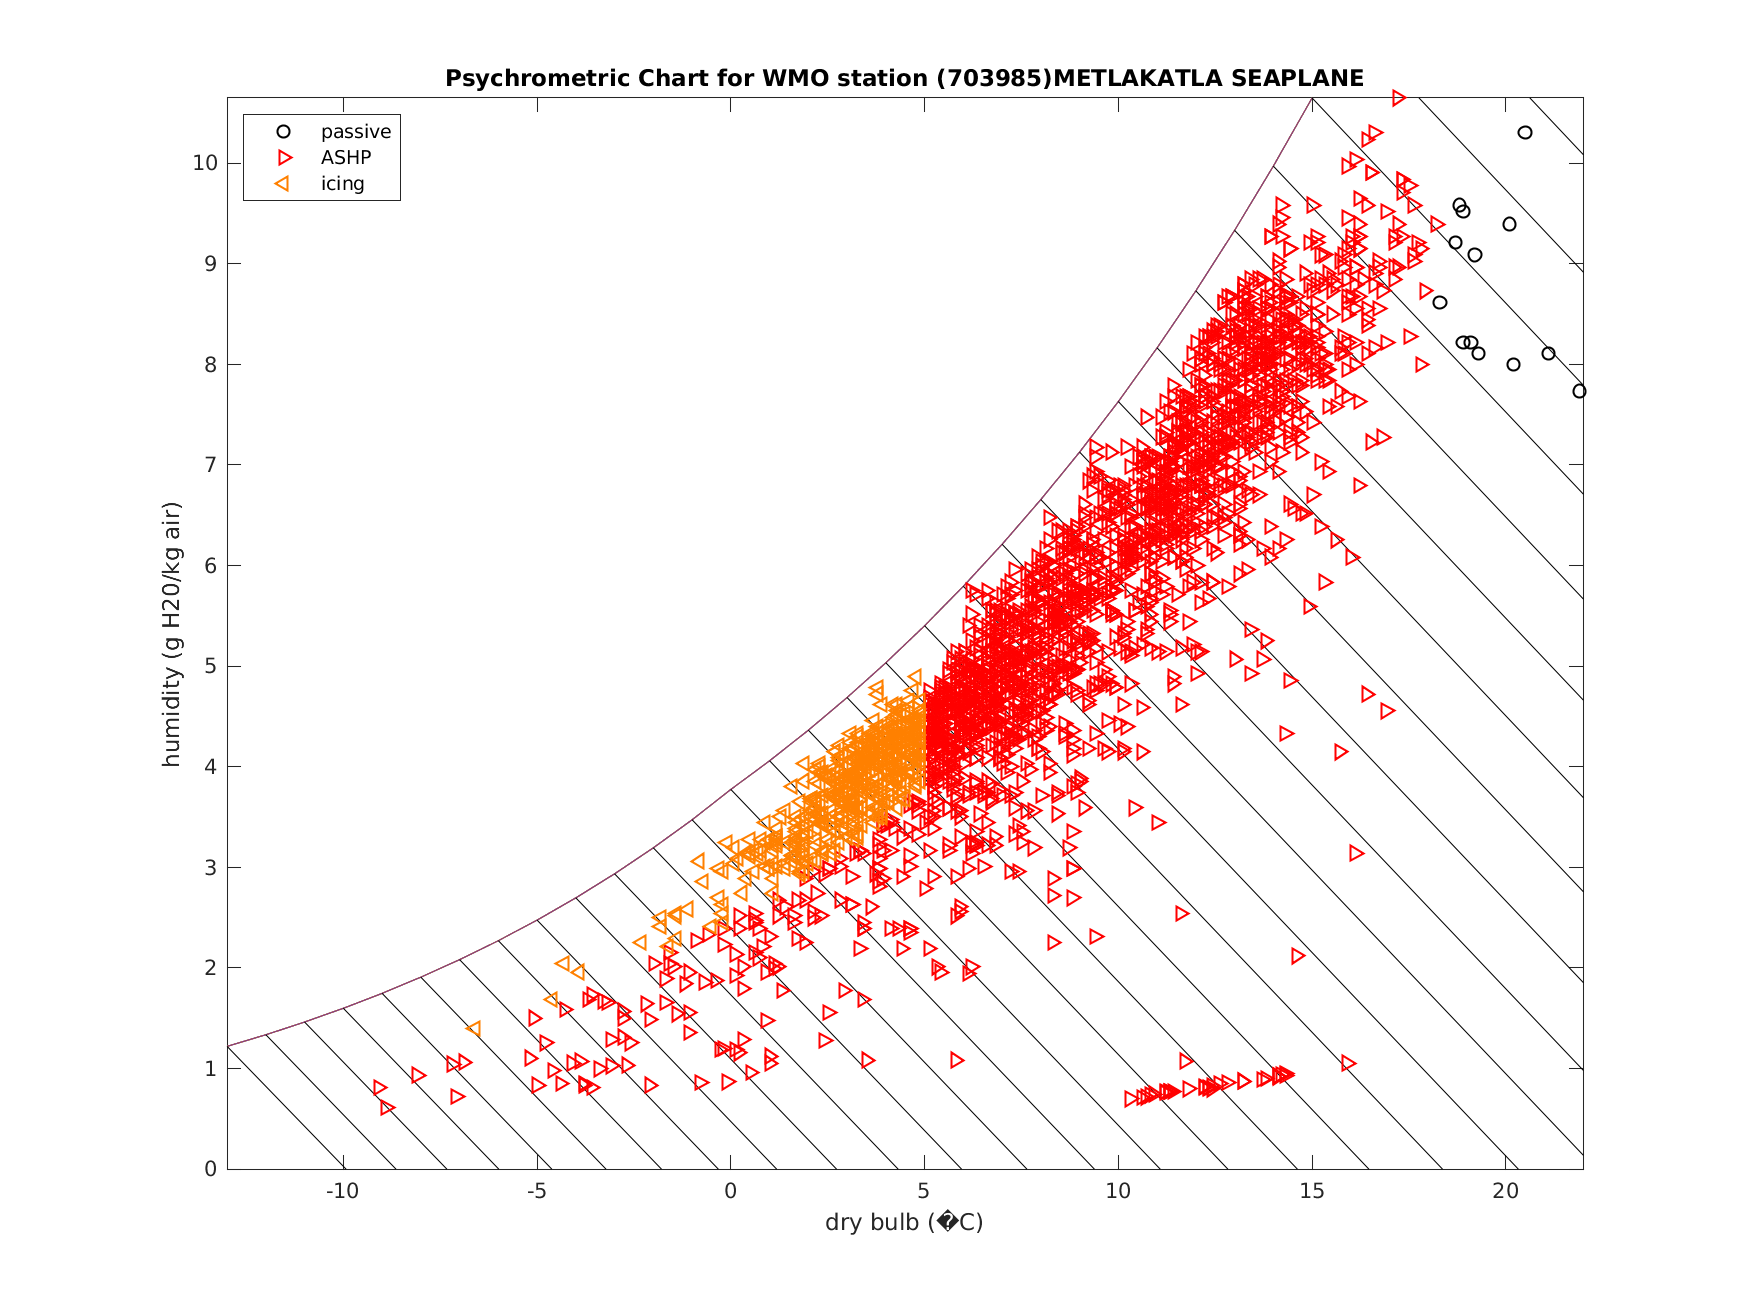 Psychrometric Chart for WMO station (703985)METLAKATLA SEAPLANE
passive
ASHP
icing
humidity (g H20/kg air)
10
9
8
7
6
5
4
3
2
1
0
-10 -5 0 5 10 15 20
dry bulb (�C)